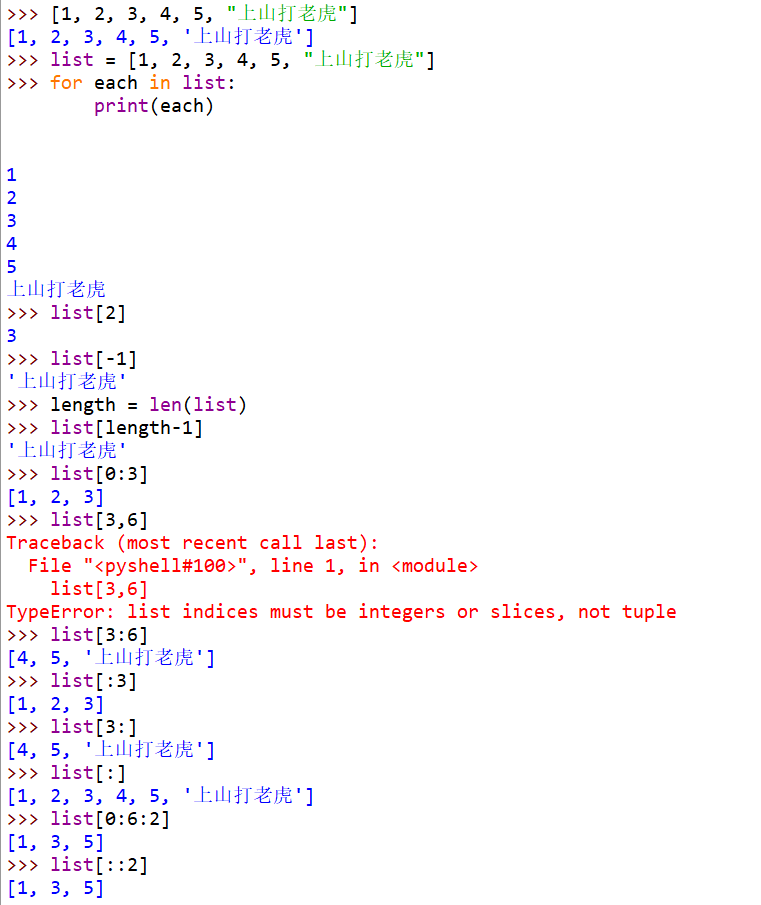 >>> [1, 2, 3, 4, 5, "上山打老虎"]
[1, 2, 3, 4, 5, '上山打老虎']
>>> list = [1, 2, 3, 4, 5, "上山打老虎"]
>>> for each in list:
        print(each)
1
2
3
4
5
上山打老虎
>>> list[2]
3
>>> list[-1]
'上山打老虎'
>>> length = len(list)
>>> list[length-1]
'上山打老虎'
>>> list[0:3]
[1, 2, 3]
>>> list[3,6]
Traceback (most recent call last):
  File "<pyshell#100>", line 1, in <module>
    list[3,6]
TypeError: list indices must be integers or slices, not tuple
>>> list[3:6]
[4, 5, '上山打老虎']
>>> list[:3]
[1, 2, 3]
>>> list[3:]
[4, 5, '上山打老虎']
>>> list[:]
[1, 2, 3, 4, 5, '上山打老虎']
>>> list[0:6:2]
[1, 3, 5]
>>> list[::2]
[1, 3, 5]